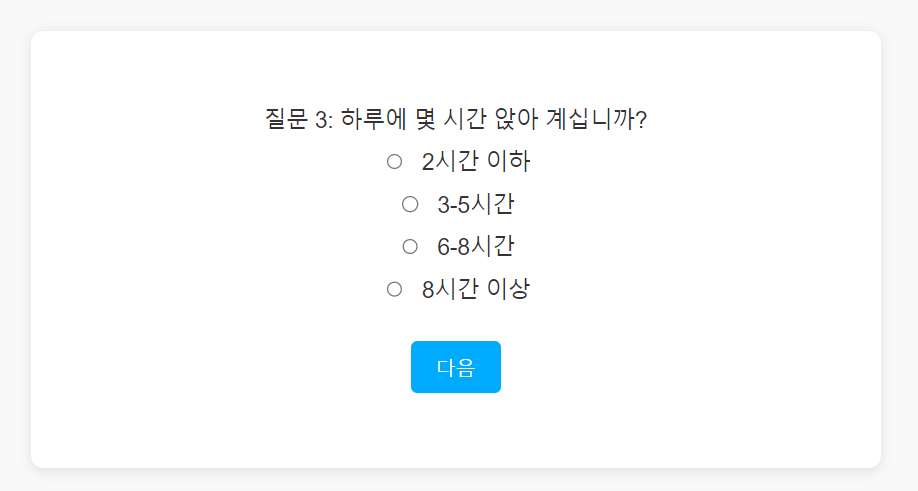 질문 3: 하루에 몇 시간 앉아 계십니까?
2시간 이하
3-5시간
6-8시간
8시간 이상
다음